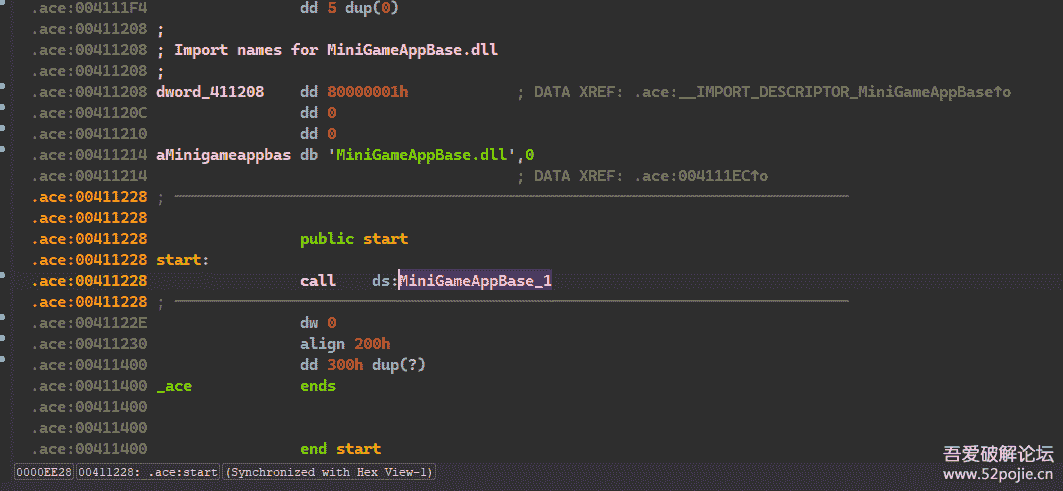 .ace:004111F4 dd 5 dup(0)
.ace:00411208 ;
.ace:00411208 ; Import names for MiniGameAppBase.dll
.ace:00411208 ;
.ace:00411208 dword_411208 dd 80000001h ; DATA XREF: .ace:__IMPORT_DESCRIPTOR_MiniGameAppBase↑o
.ace:0041120C dd 0
.ace:00411210 dd 0
.ace:00411214 aMinigameappbas db 'MiniGameAppBase.dll',0
.ace:00411214 ; DATA XREF: .ace:004111EC↑o
.ace:00411228 ; ---------------------------------------------------------------------------
.ace:00411228
.ace:00411228 public start
.ace:00411228 start:
.ace:00411228 call ds:MiniGameAppBase_1
.ace:00411228 ; ---------------------------------------------------------------------------
.ace:0041122E dw 0
.ace:00411230 align 200h
.ace:00411400 dd 300h dup(?)
.ace:00411400 _ace ends
.ace:00411400
.ace:00411400
.ace:00411400 end start
0000EE28 00411228: .ace:start (Synchronized with Hex View-1)
吾爱破解论坛
www.52pojie.cn